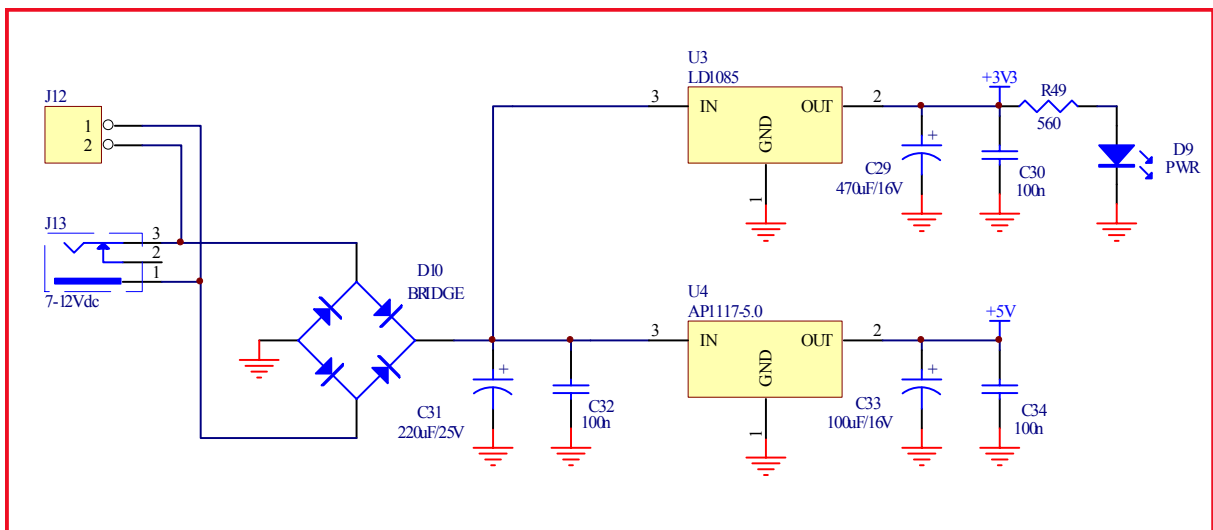 J12
1
2
J13
3
2
1
7-12Vdc
D10
BRIDGE
C31
220uF/25V
C32
100n
U3
LD1085
3
IN
OUT
2
GND
1
C29
470uF/16V
+
+3V3
C30
100n
R49
560
D9
PWR
U4
AP1117-5.0
3
IN
OUT
2
GND
1
+
+
C33
100uF/16V
+5V
C34
100n